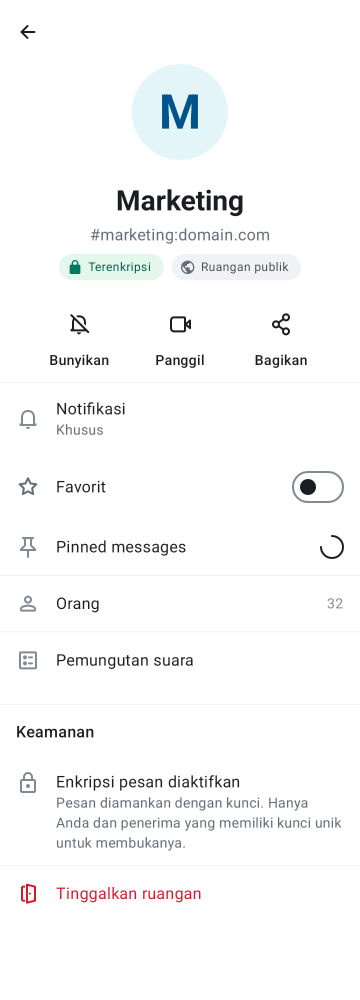 M
Marketing
#marketing:domain.com
Terenkripsi
Ruangan publik
Bunyikan
Panggil
Bagikan
Notifikasi
Khusus
Favorit
Pinned messages
Orang
32
Pemungutan suara
Keamanan
Enkripsi pesan diaktifkan
Pesan diamankan dengan kunci. Hanya
Anda dan penerima yang memiliki kunci unik
untuk membukanya.
Tinggalkan ruangan